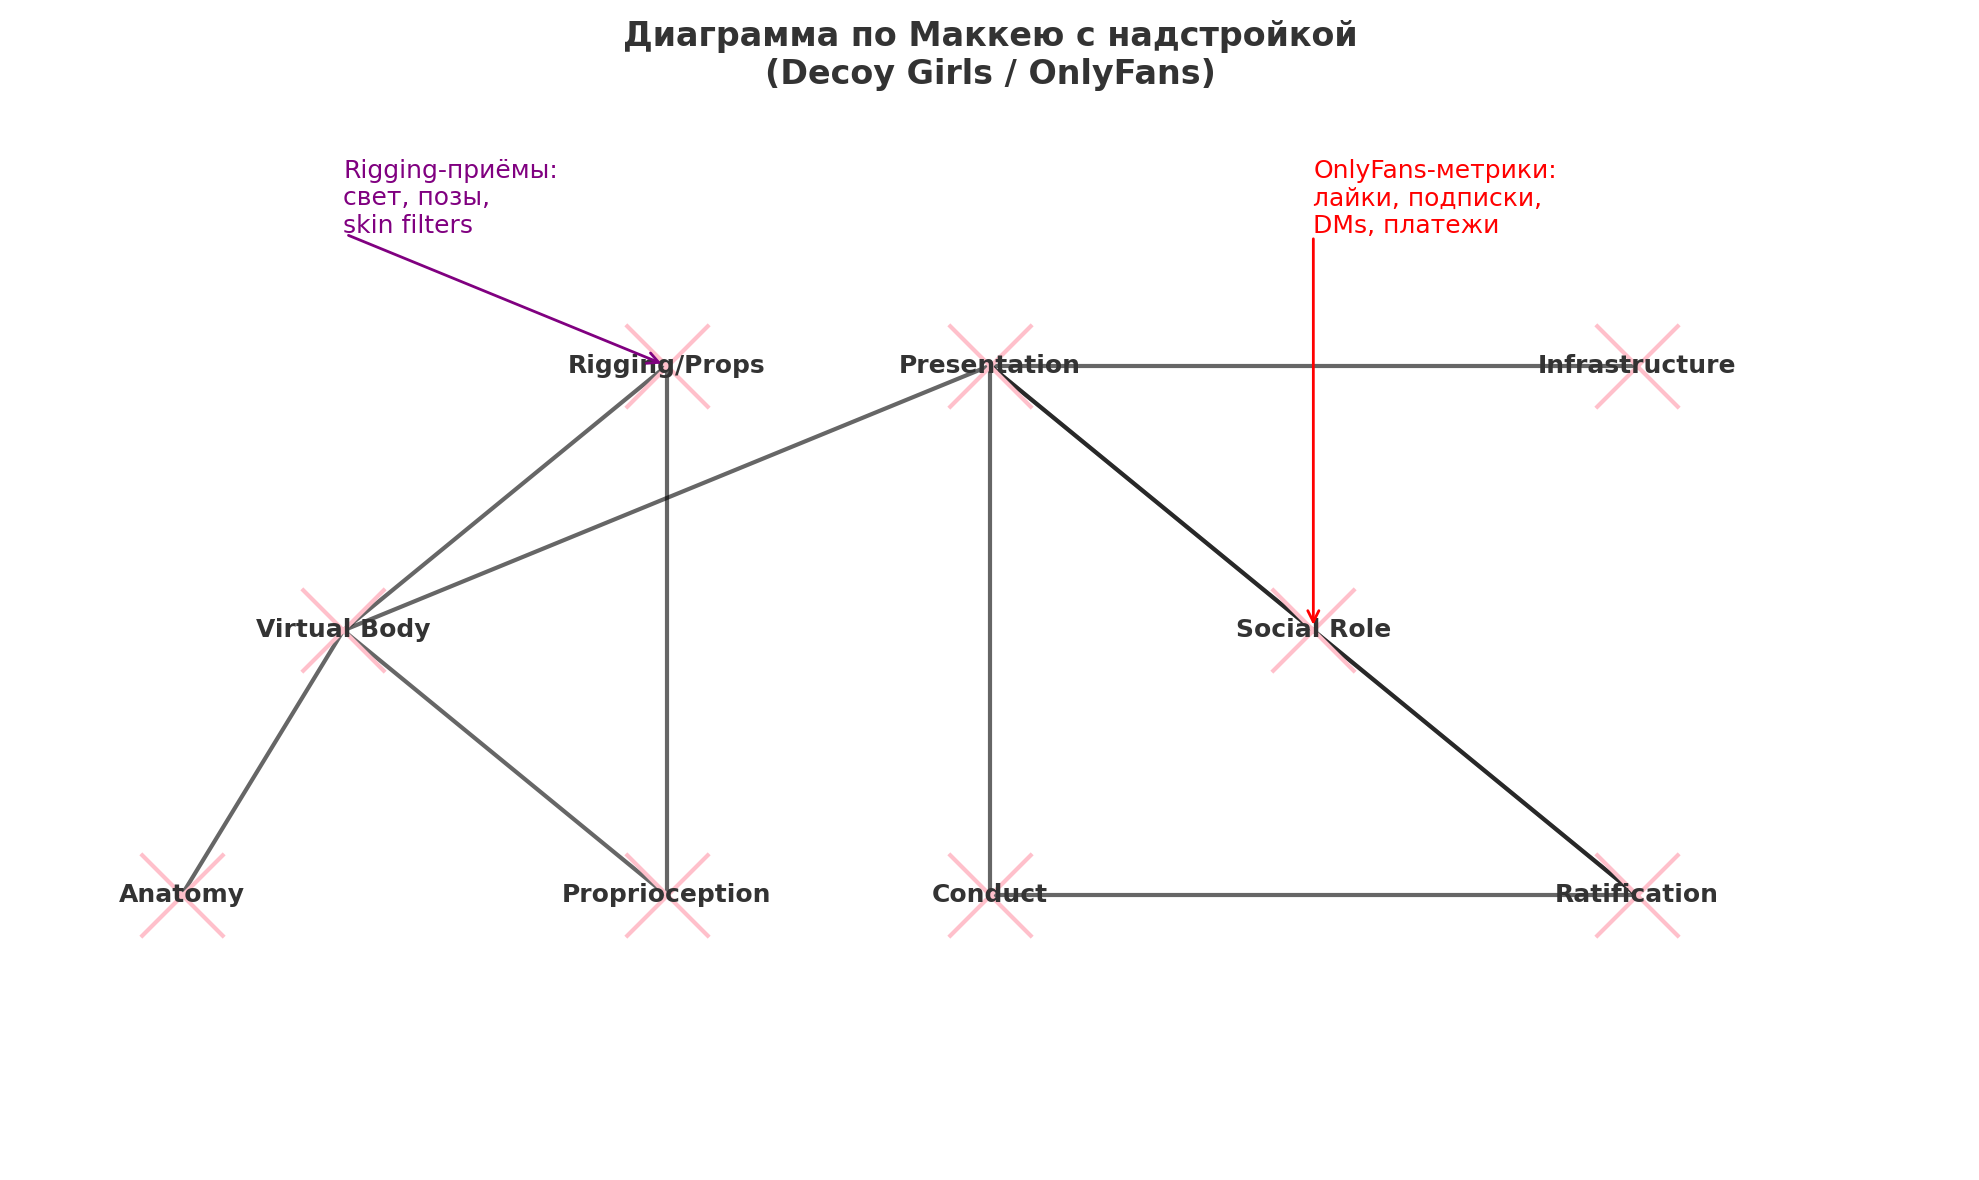 Диаграмма по Маккею с надстройкой
(Decoy Girls / OnlyFans)
Rigging-приёмы:
свет, позы,
skin filters
OnlyFans-метрики:
лайки, подписки,
DMs, платежи
Rigging/Props
Presentation
Infrastructure
Virtual Body
Social Role
Anatomy
Proprioception
Conduct
Ratification